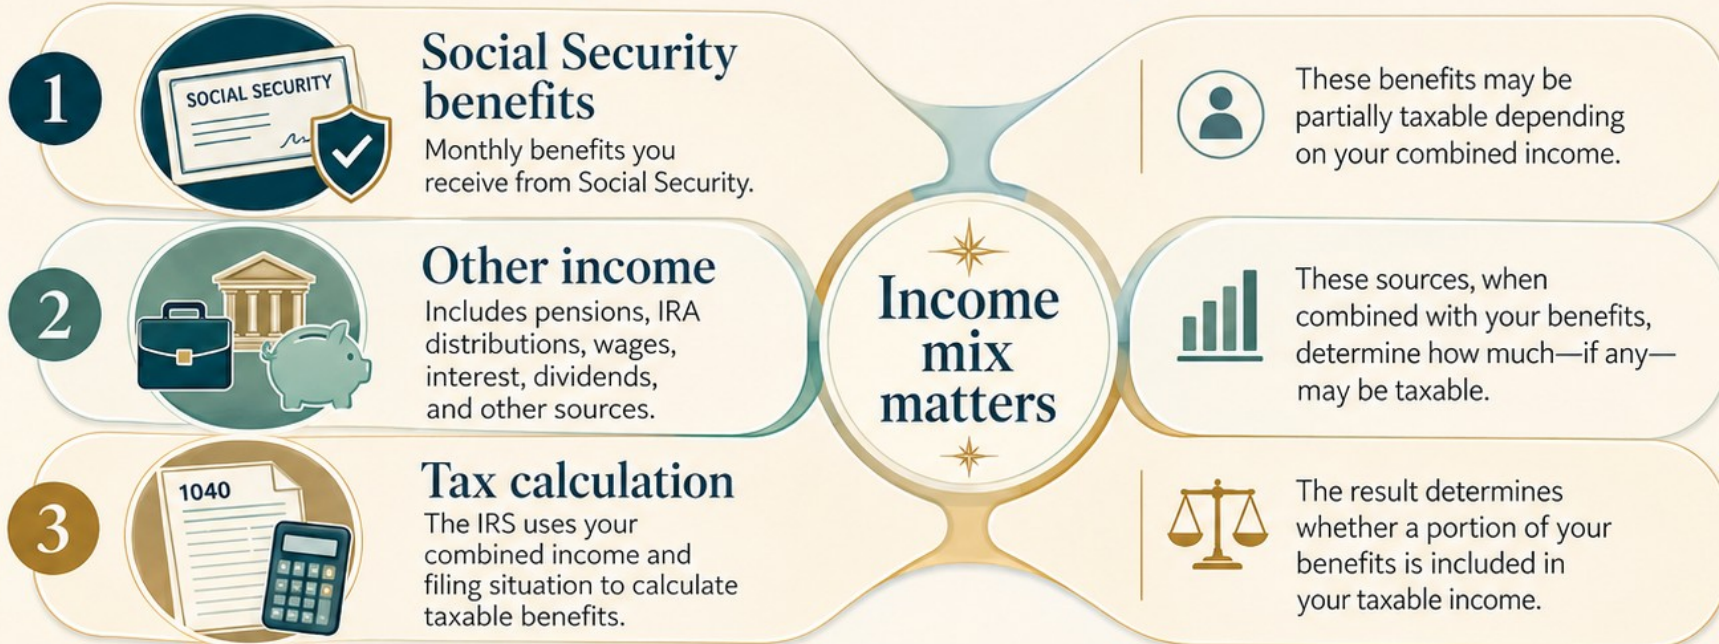 1
SOCIAL SECURITY
Social Security
benefits
Monthly benefits you
receive from Social Security.
These benefits may be
partially taxable depending
on your combined income.
2
Other income
Includes pensions, IRA
distributions, wages,
interest, dividends,
and other sources.
Income
mix
matters
These sources, when
combined with your benefits,
determine how much—if any—
may be taxable.
3
1040
Tax calculation
The IRS uses your
combined income and
filing situation to calculate
taxable benefits.
The result determines
whether a portion of your
benefits is included in
your taxable income.